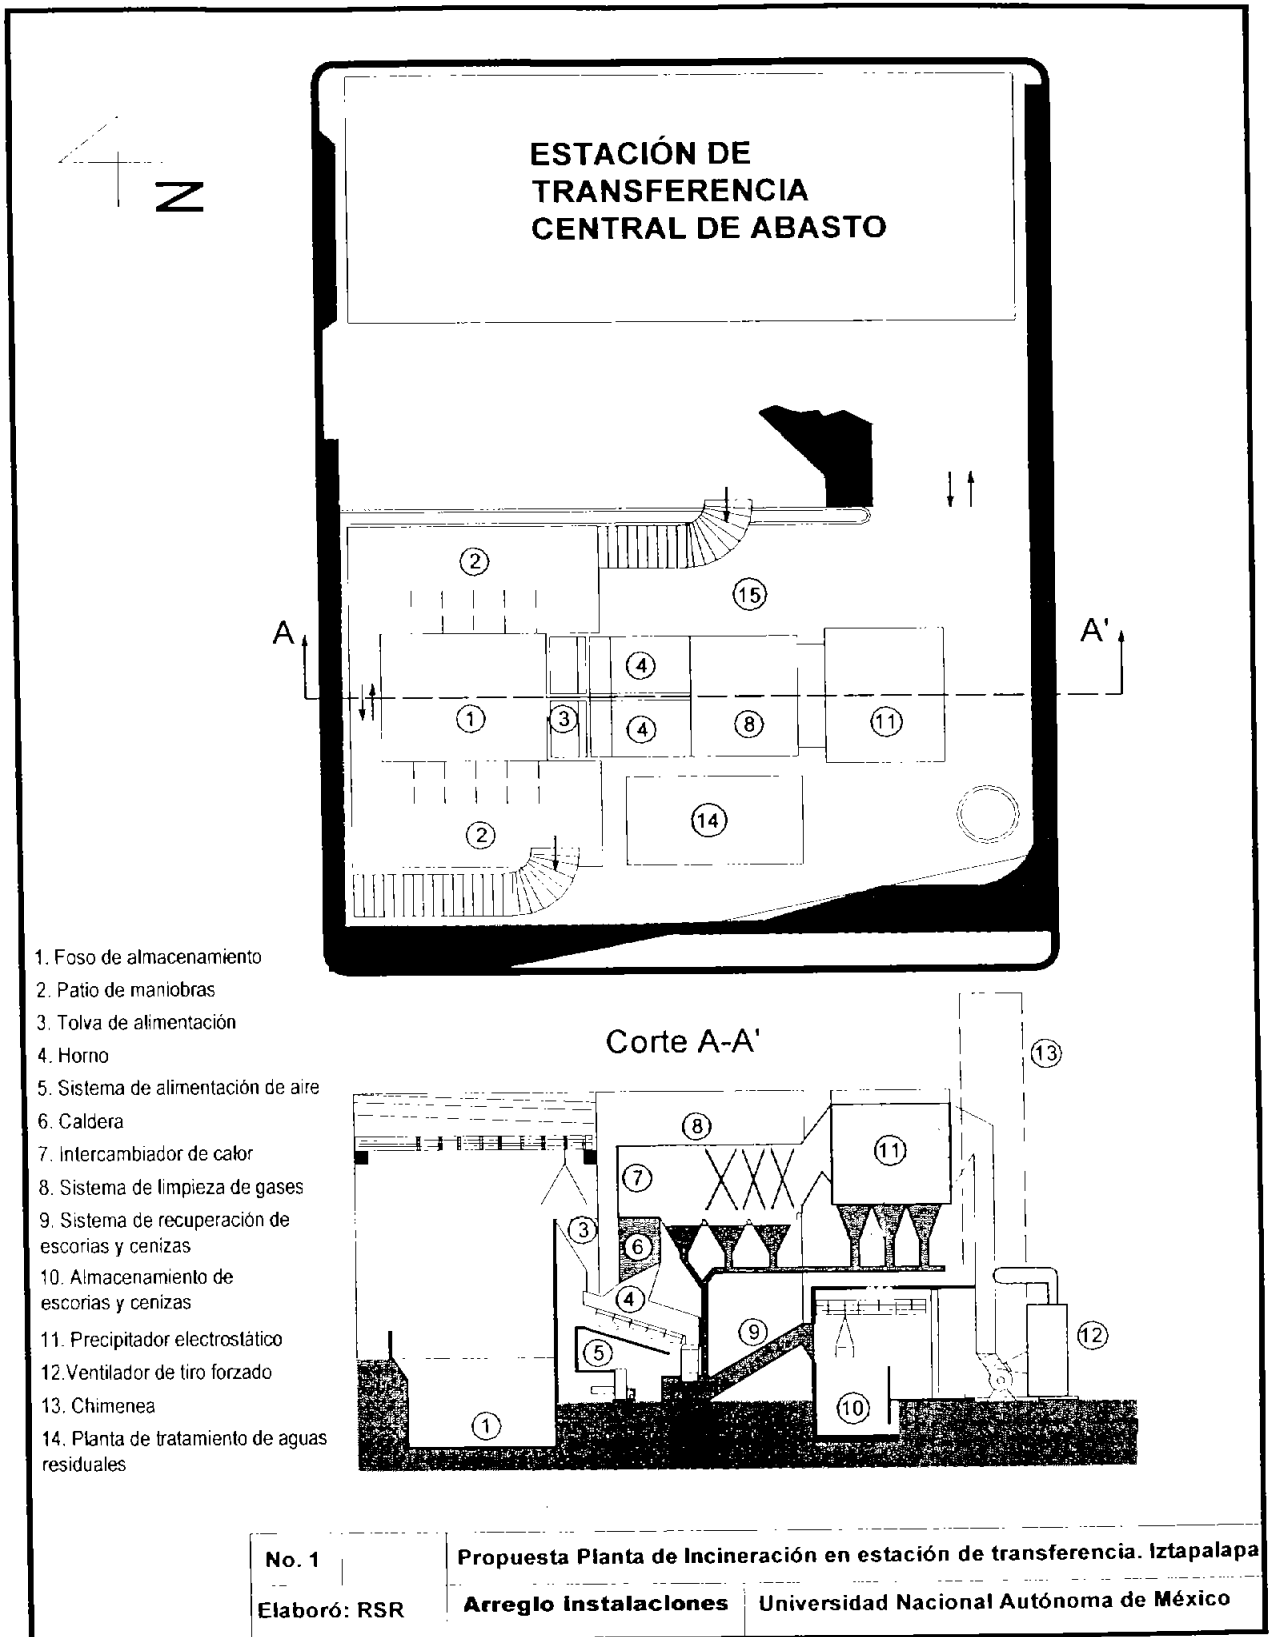 ESTACIÓN DE
TRANSFERENCIA
CENTRAL DE ABASTO
N
2
15
A
A'
4
1
3
4
8
11
14
2
1. Foso de almacenamiento
2. Patio de maniobras
3. Tolva de alimentación
4. Horno
5. Sistema de alimentación de aire
6. Caldera
7. Intercambiador de calor
8. Sistema de limpieza de gases
9. Sistema de recuperación de
escorias y cenizas
10. Almacenamiento de
escorias y cenizas
11. Precipitador electrostático
12.Ventilador de tiro forzado
13. Chimenea
14. Planta de tratamiento de aguas
residuales
Corte A-A'
13
8
11
7
3
6
4
9
12
5
10
1
No. 1
Propuesta Planta de Incineración en estación de transferencia. Iztapalapa
Elaboró: RSR
Arreglo instalaciones
Universidad Nacional Autónoma de México